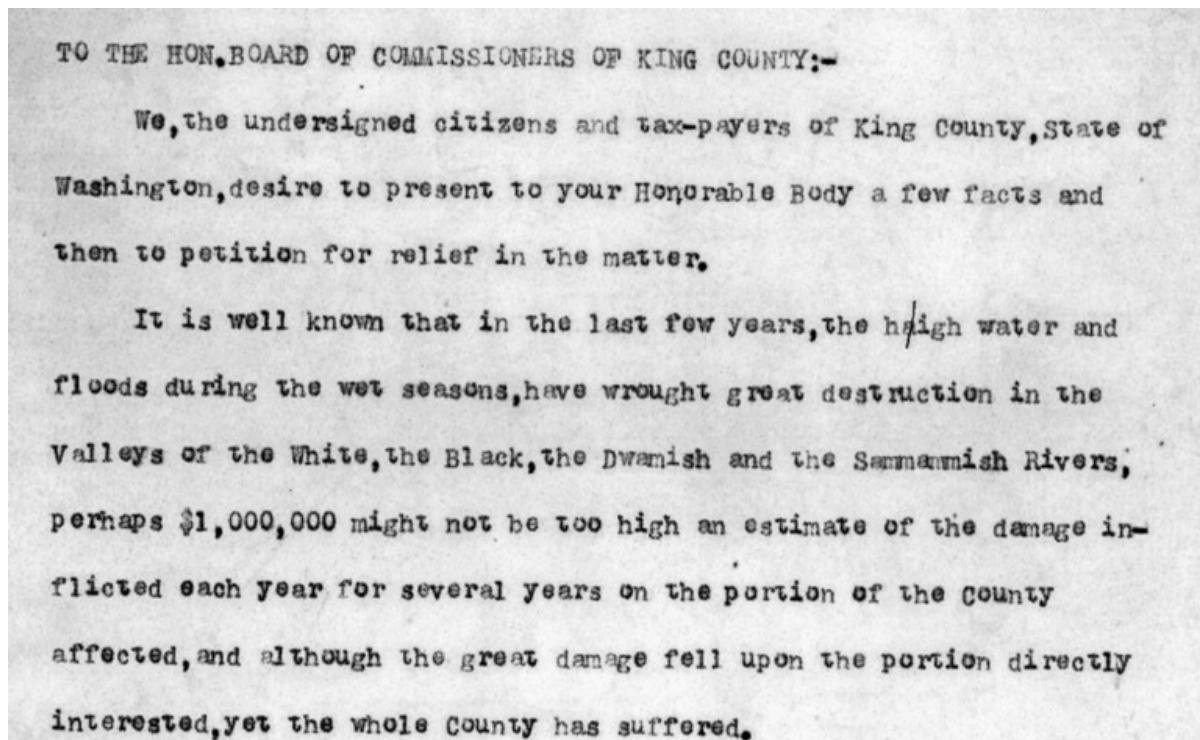 TO THE HON.BOARD OF COMMISSIONERS OF KING COUNTY:-
We,the undersigned citizens and tax-payers of King County,State of
Washington,desire to present to your Honorable Body a few facts and
then to petition for relief in the matter.
It is well known that in the last few years,the high water and
floods during the wet seasons,have wrought great destruction in the
Valleys of the White,the Black,the Dwamish and the Sammammish Rivers,
perhaps $1,000,000 might not be too high an estimate of the damage in-
flicted each year for several years on the portion of the County
affected,and although the great damage fell upon the portion directly
interested,yet the whole County has suffered.